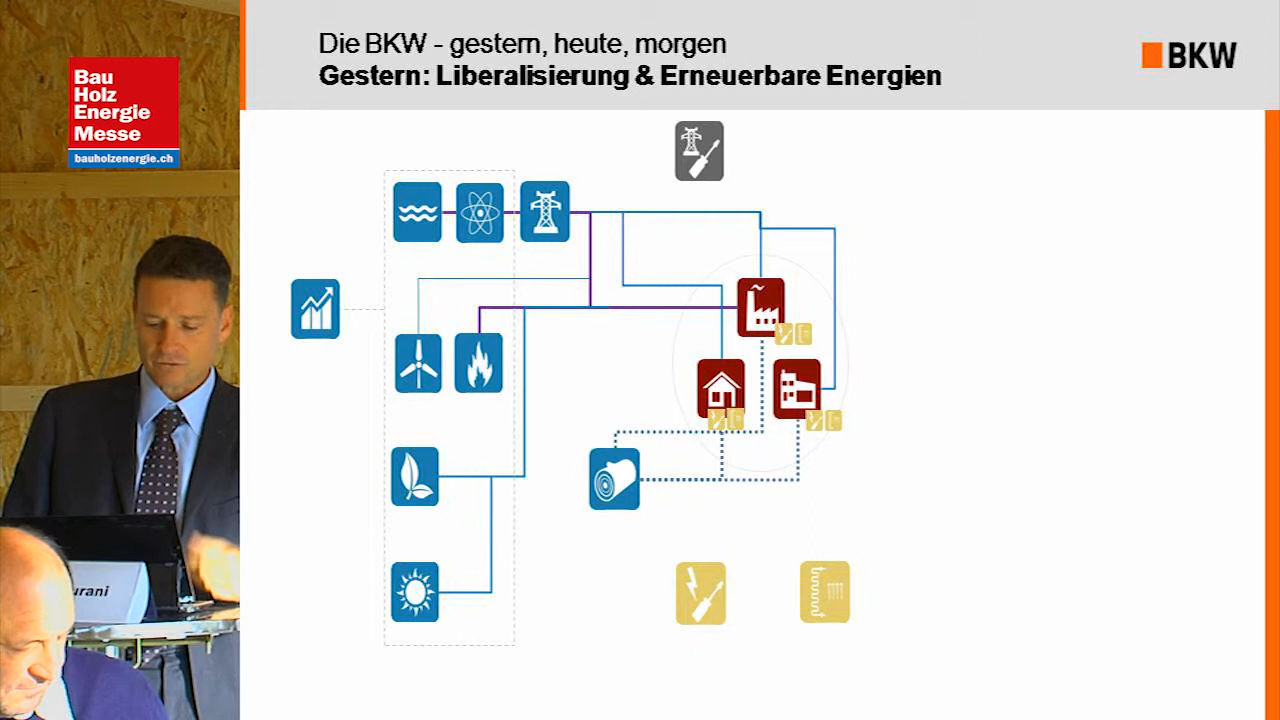 Die BKW - gestern, heute, morgen
Gestern: Liberalisierung & Erneuerbare Energien
BKW
Bau
Holz
Energie
Messe
bauholzenergie.ch